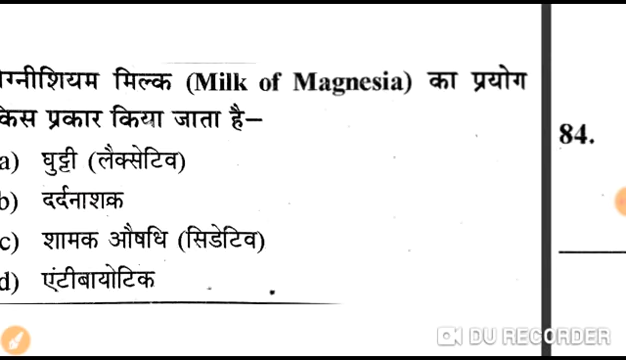 मैग्नीशियम मिल्क (Milk of Magnesia) का प्रयोग
किस प्रकार किया जाता है–
a) घुट्टी (लैक्सेटिव)
b) दर्दनाशक
c) शामक औषधि (सिडेटिव)
d) एंटीबायोटिक
84.
DU RECORDER